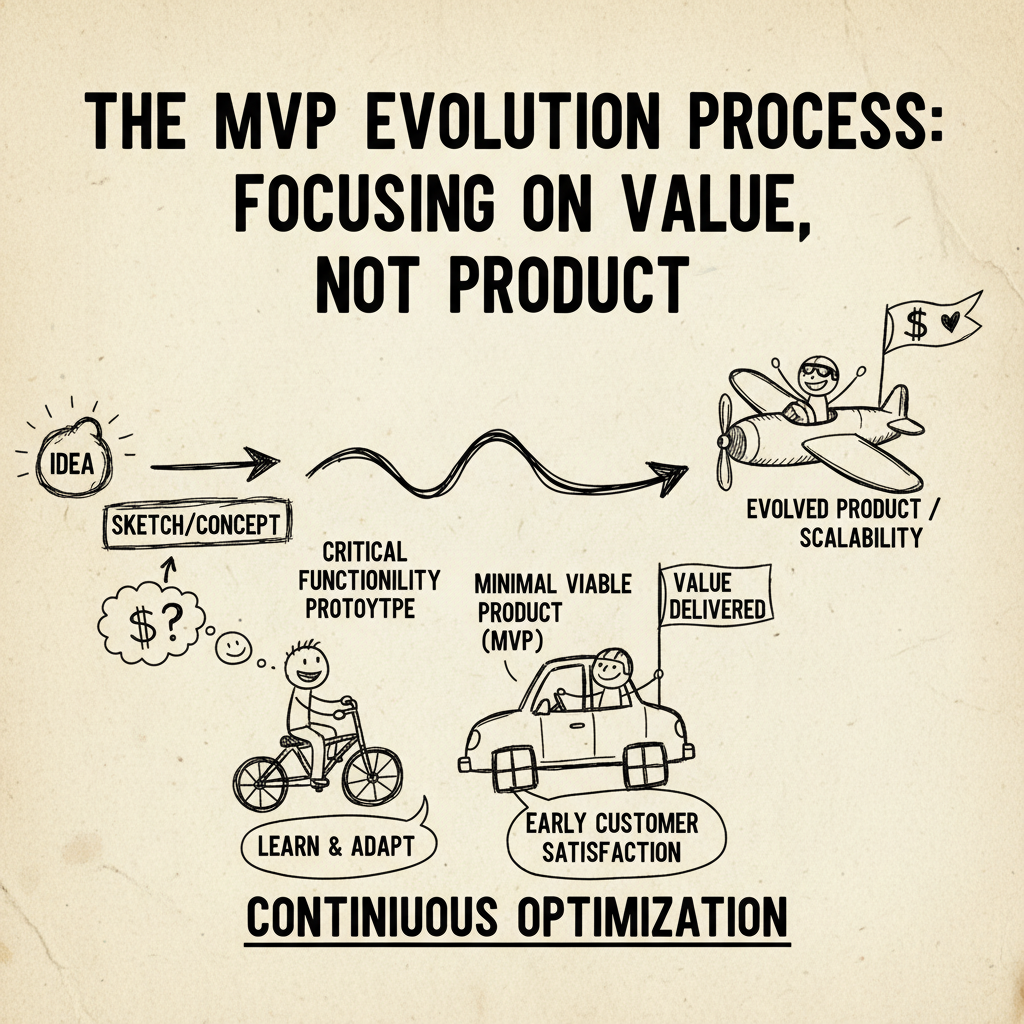 THE MVP EVOLUTION PROCESS:
FOCUSING ON VALUE,
NOT PRODUCT
$ ♥
IDEA
SKETCH/CONCEPT
EVOLVED PRODUCT /
SCALABILITY
$?
CRITICAL
FUNCTIONILITY
PROTOYTPE
MINIMAL VIABLE
PRODUCT
(MVP)
VALUE
DELIVERED
LEARN & ADAPT
EARLY CUSTOMER
SATISFACTION
CONTINIUOUS OPTIMIZATION